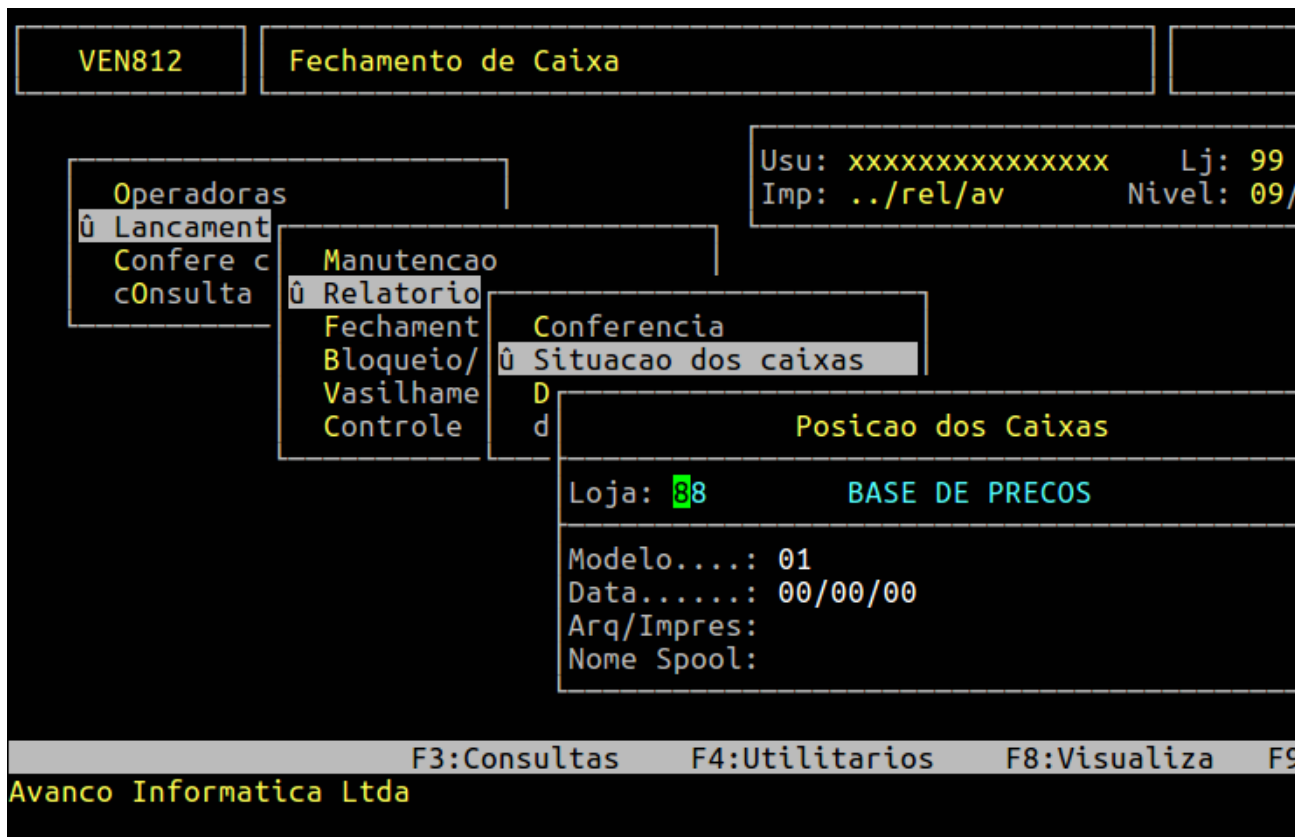 VEN812 Fechamento de Caixa
Usu: xxxxxxxxxxxxxxx Lj: 99
Operadoras Imp: ../rel/av Nivel: 09/
û Lancament
Confere c Manutencao
cOnsulta û Relatorio
Fechament Conferencia
Bloqueio/ û Situacao dos caixas
Vasilhame D
Controle d Posicao dos Caixas
Loja: 88 BASE DE PRECOS
Modelo....: 01
Data......: 00/00/00
Arq/Impres:
Nome Spool:
F3:Consultas F4:Utilitarios F8:Visualiza F9
Avanco Informatica Ltda